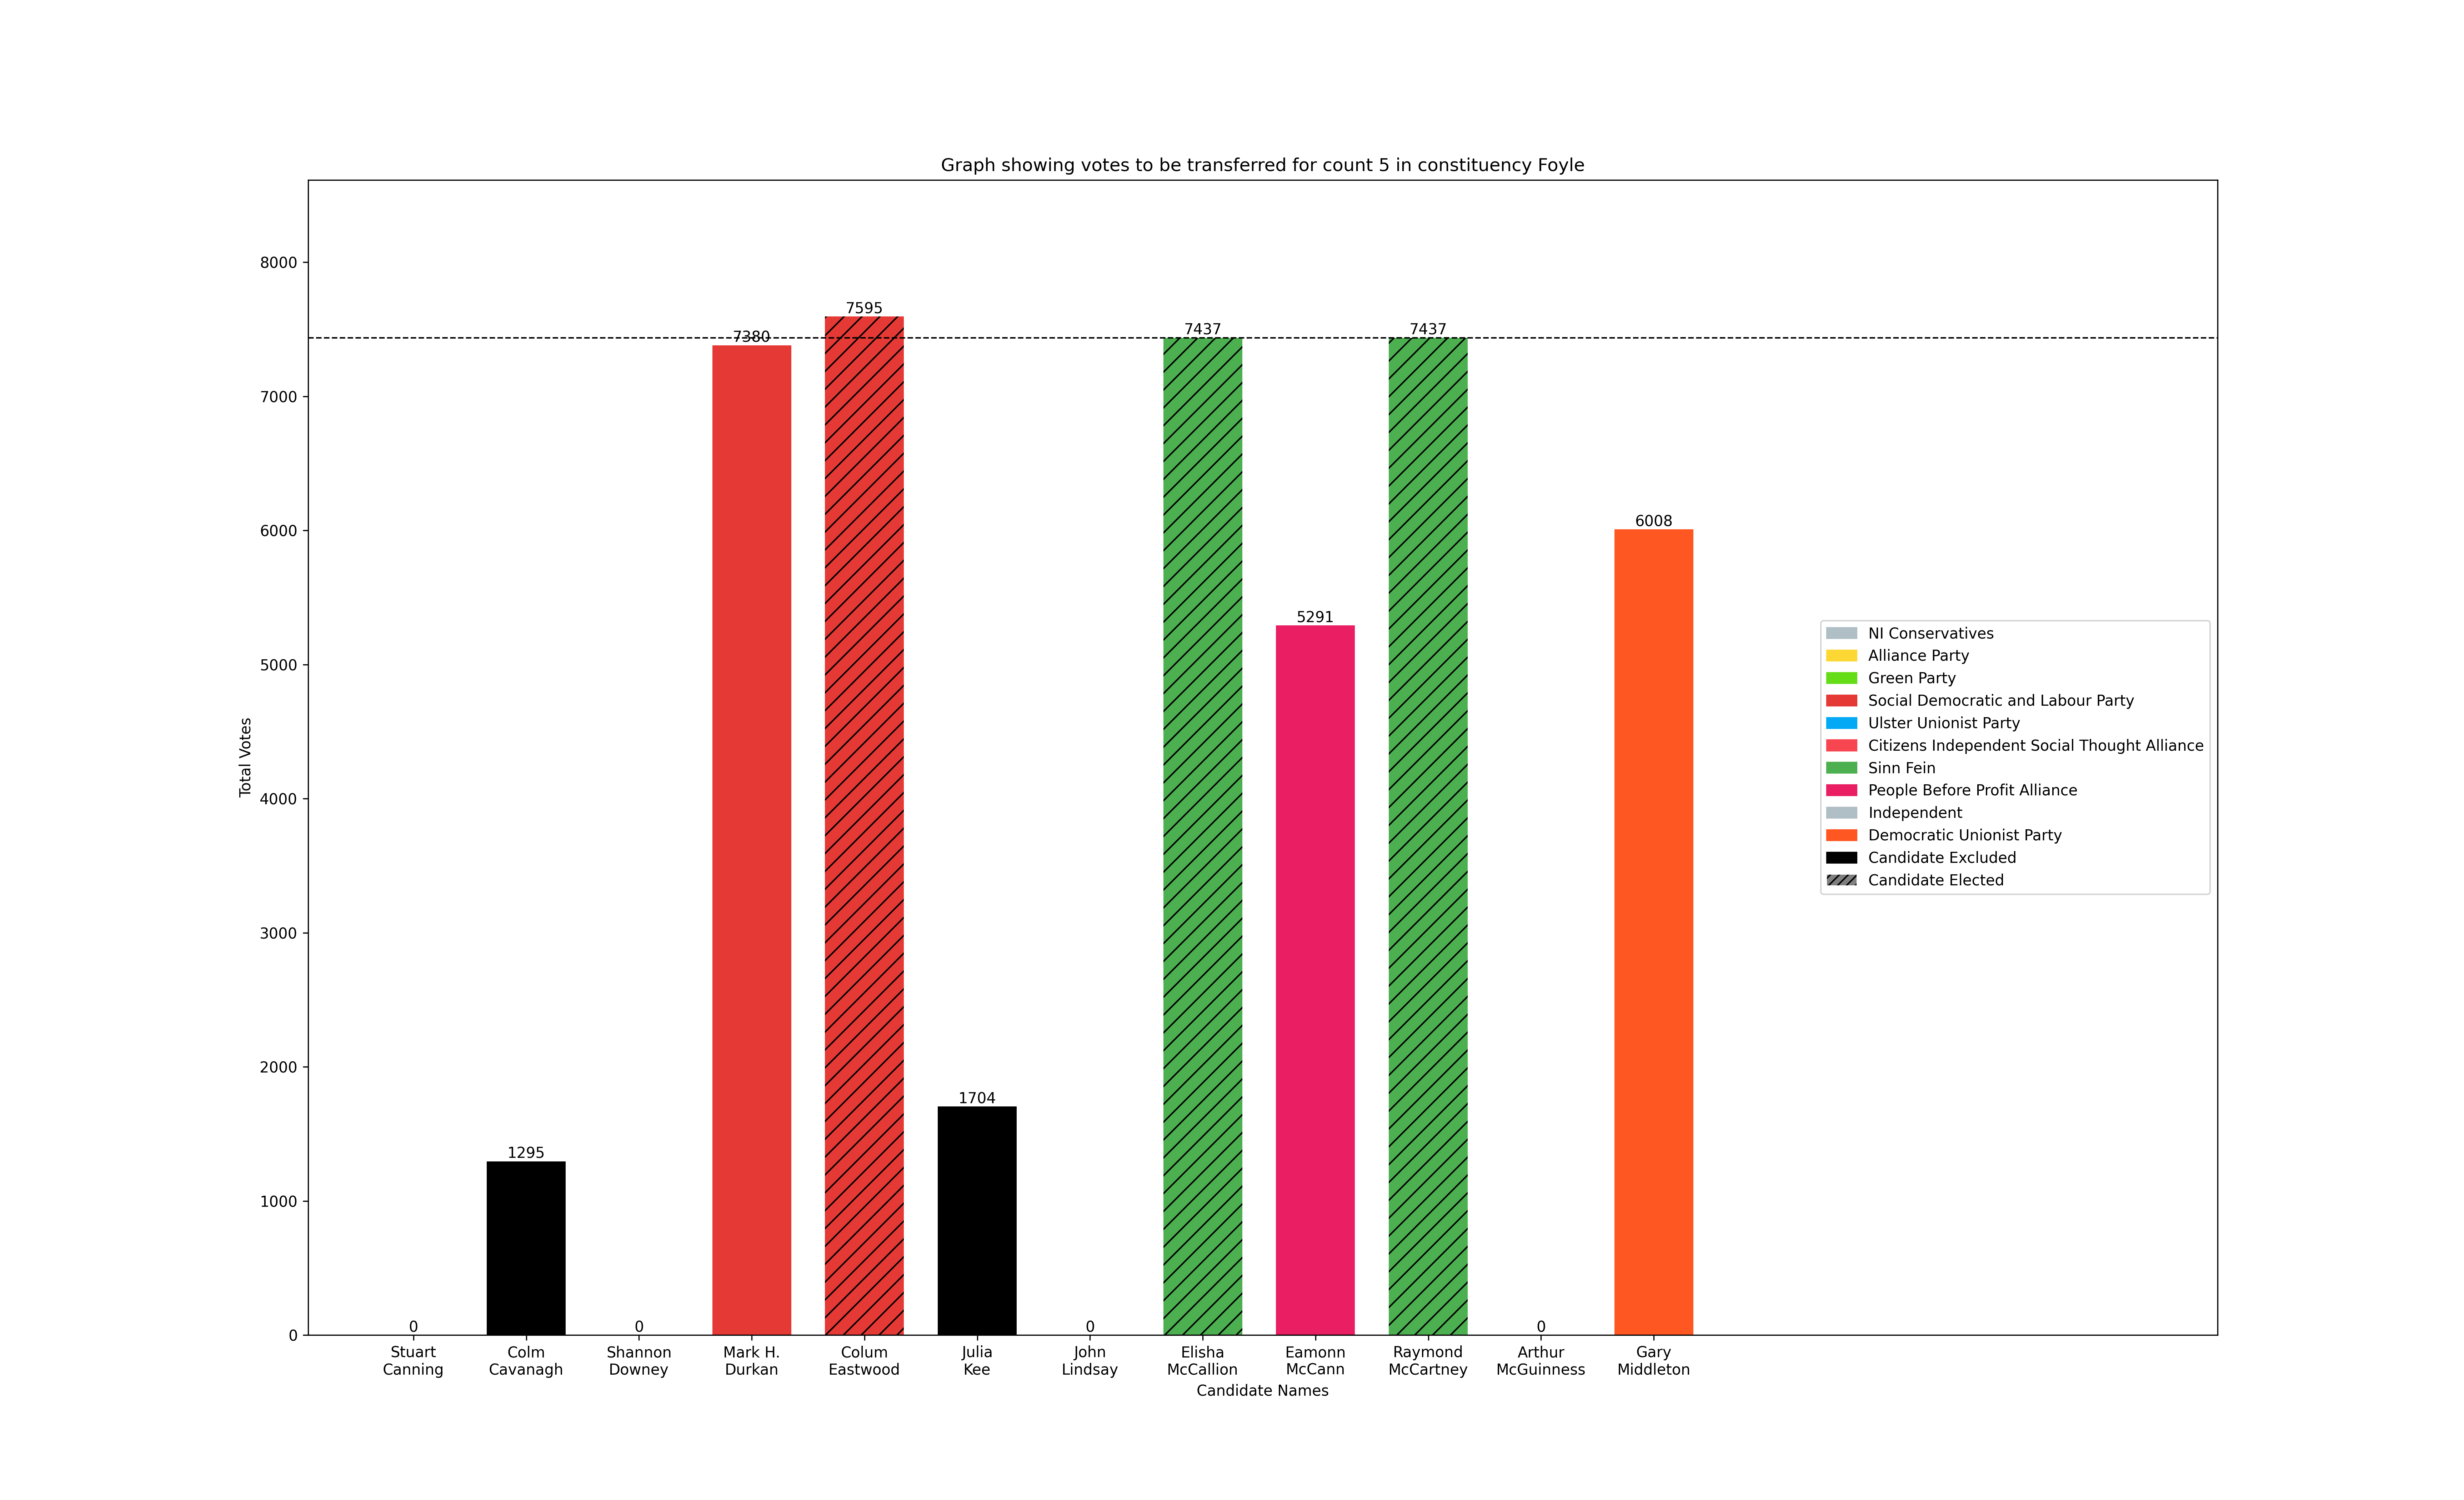 Graph showing votes to be transferred for count 5 in constituency Foyle
Total Votes
8000
7000
6000
5000
4000
3000
2000
1000
0
0
1295
0
7380
7595
1704
0
7437
5291
7437
0
6008
Stuart
Canning
Colm
Cavanagh
Shannon
Downey
Mark H.
Durkan
Colum
Eastwood
Julia
Kee
John
Lindsay
Elisha
McCallion
Eamonn
McCann
Raymond
McCartney
Arthur
McGuinness
Gary
Middleton
Candidate Names
NI Conservatives
Alliance Party
Green Party
Social Democratic and Labour Party
Ulster Unionist Party
Citizens Independent Social Thought Alliance
Sinn Fein
People Before Profit Alliance
Independent
Democratic Unionist Party
Candidate Excluded
Candidate Elected